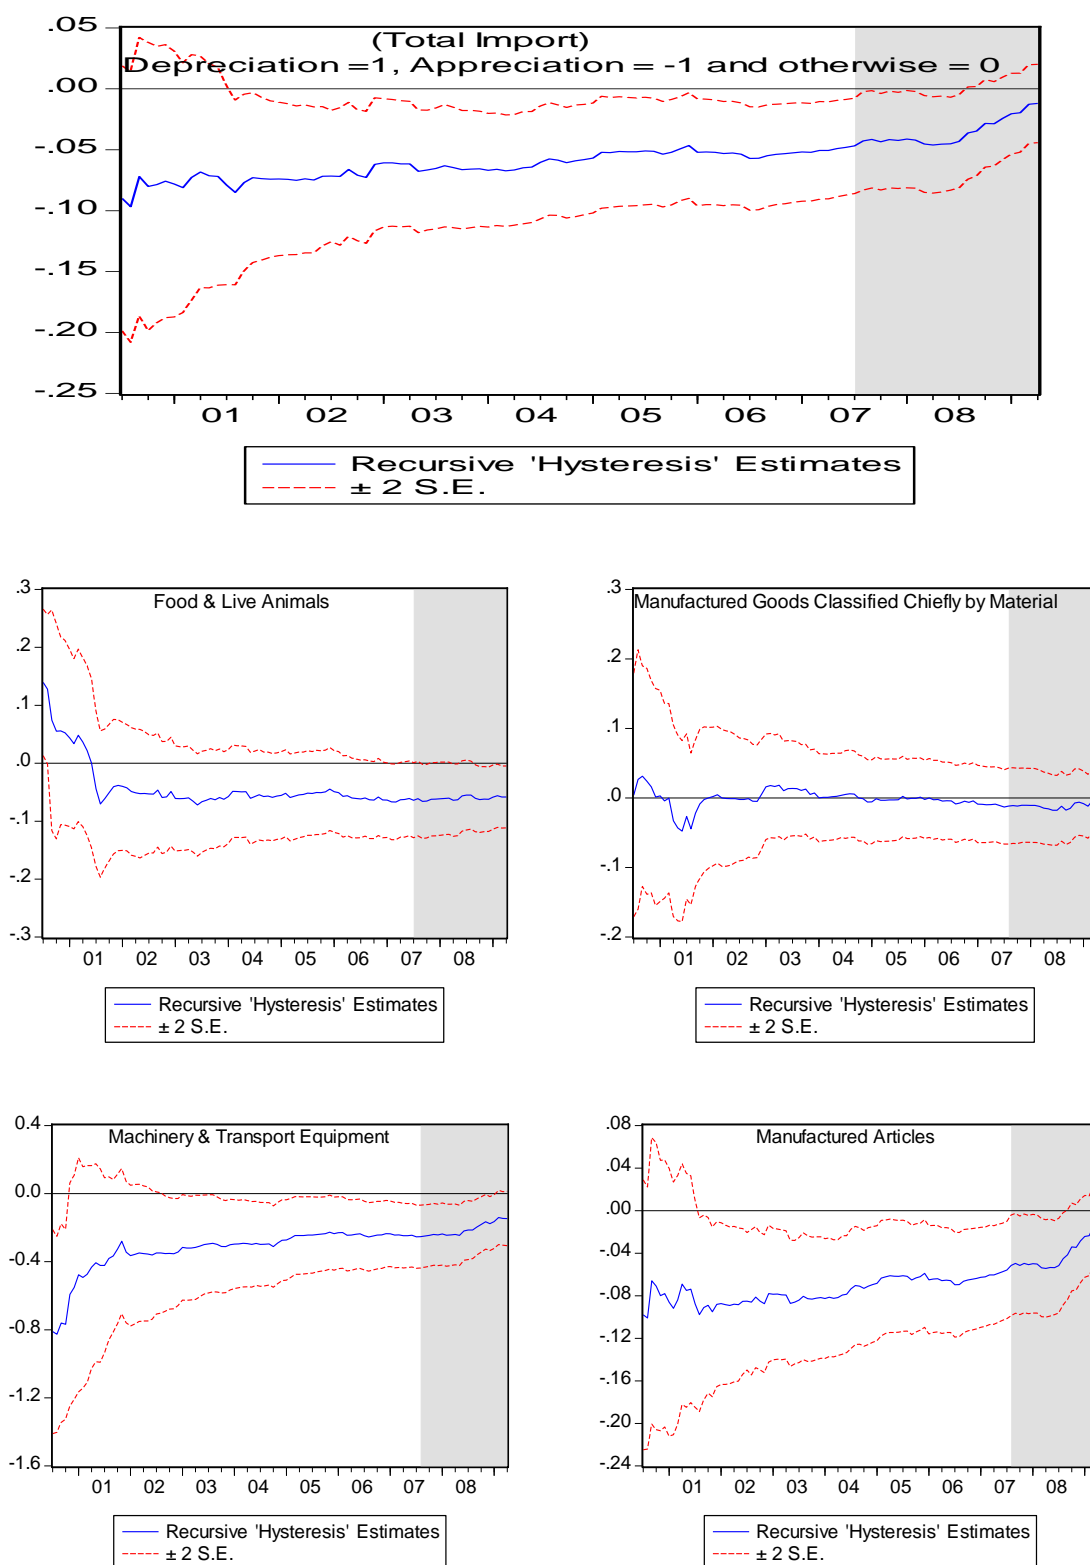 (Total Import)
Depreciation =1, Appreciation = -1 and otherwise = 0
.05
.00
-.05
-.10
-.15
-.20
-.25
01 02 03 04 05 06 07 08
Recursive 'Hysteresis' Estimates
± 2 S.E.
Food & Live Animals
.3
.2
.1
.0
-.1
-.2
-.3
01 02 03 04 05 06 07 08
Recursive 'Hysteresis' Estimates
± 2 S.E.
Manufactured Goods Classified Chiefly by Material
.3
.2
.1
.0
-.1
-.2
01 02 03 04 05 06 07 08
Recursive 'Hysteresis' Estimates
± 2 S.E.
Machinery & Transport Equipment
0.4
0.0
-0.4
-0.8
-1.2
-1.6
01 02 03 04 05 06 07 08
Recursive 'Hysteresis' Estimates
± 2 S.E.
Manufactured Articles
.08
.04
.00
-.04
-.08
-.12
-.16
-.20
-.24
01 02 03 04 05 06 07 08
Recursive 'Hysteresis' Estimates
± 2 S.E.